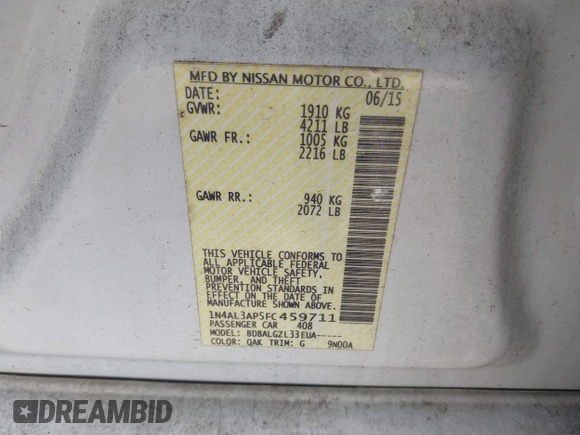 MFD BY NISSAN MOTOR CO., LTD.
DATE: 06/15
GVWR: 1910 KG
4211 LB
GAWR FR.: 1005 KG
2216 LB
GAWR RR.: 940 KG
2072 LB
THIS VEHICLE CONFORMS TO
ALL APPLICABLE FEDERAL
MOTOR VEHICLE SAFETY,
BUMPER, AND THEFT
PREVENTION STANDARDS IN
EFFECT ON THE DATE OF
MANUFACTURE SHOWN ABOVE.
1N4AL3AP5FC459711
PASSENGER CAR 408
MODEL: BDBALGZL33EUA-----
COLOR: QAK TRIM: G 9N00A
DREAMBID